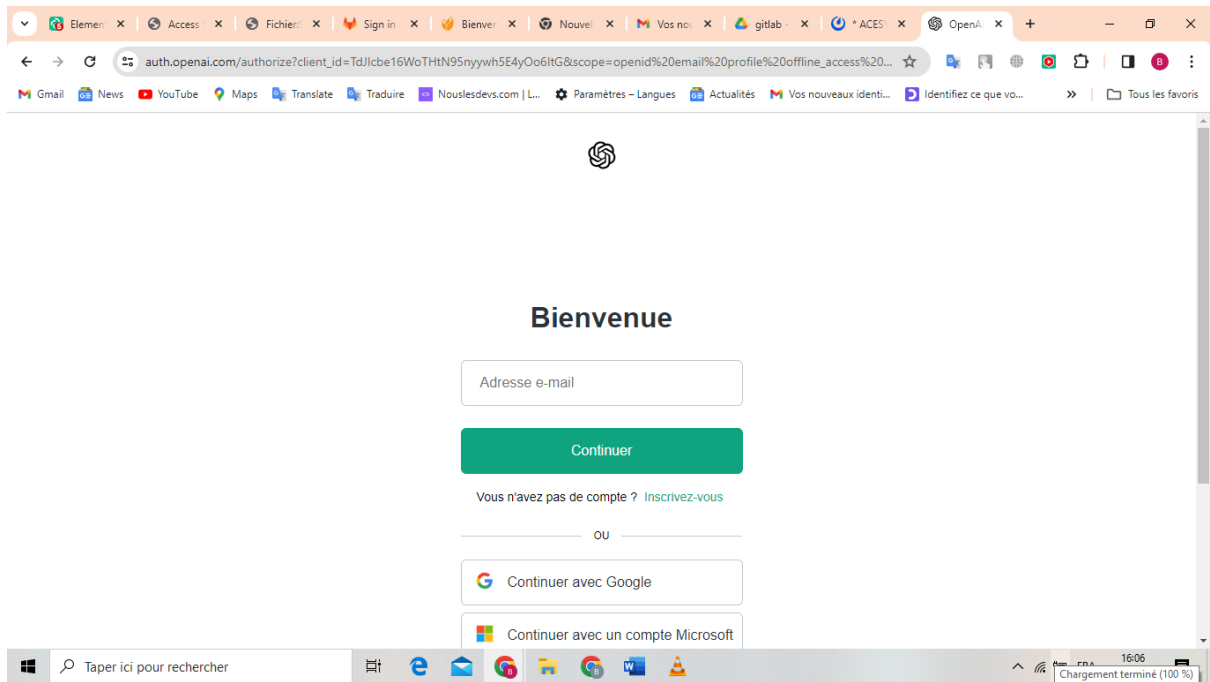 Elemen
Access
Fichier
Sign in
Bienver
Nouvel
Vos nou
gitlab -
* ACES
OpenA
auth.openai.com/authorize?client_id=TdJIcbe16WoTHtN95nyywh5E4yOo6ItG&scope=openid%20email%20profile%20offline_access%20...
Gmail
News
YouTube
Maps
Translate
Traduire
Nouslesdevs.com | L...
Paramètres – Langues
Actualités
Vos nouveaux identi...
Identifiez ce que vo...
»
Tous les favoris
B
Bienvenue
Adresse e-mail
Continuer
Vous n'avez pas de compte ? Inscrivez-vous
OU
Continuer avec Google
Continuer avec un compte Microsoft
Taper ici pour rechercher
16:06
Chargement terminé (100 %)